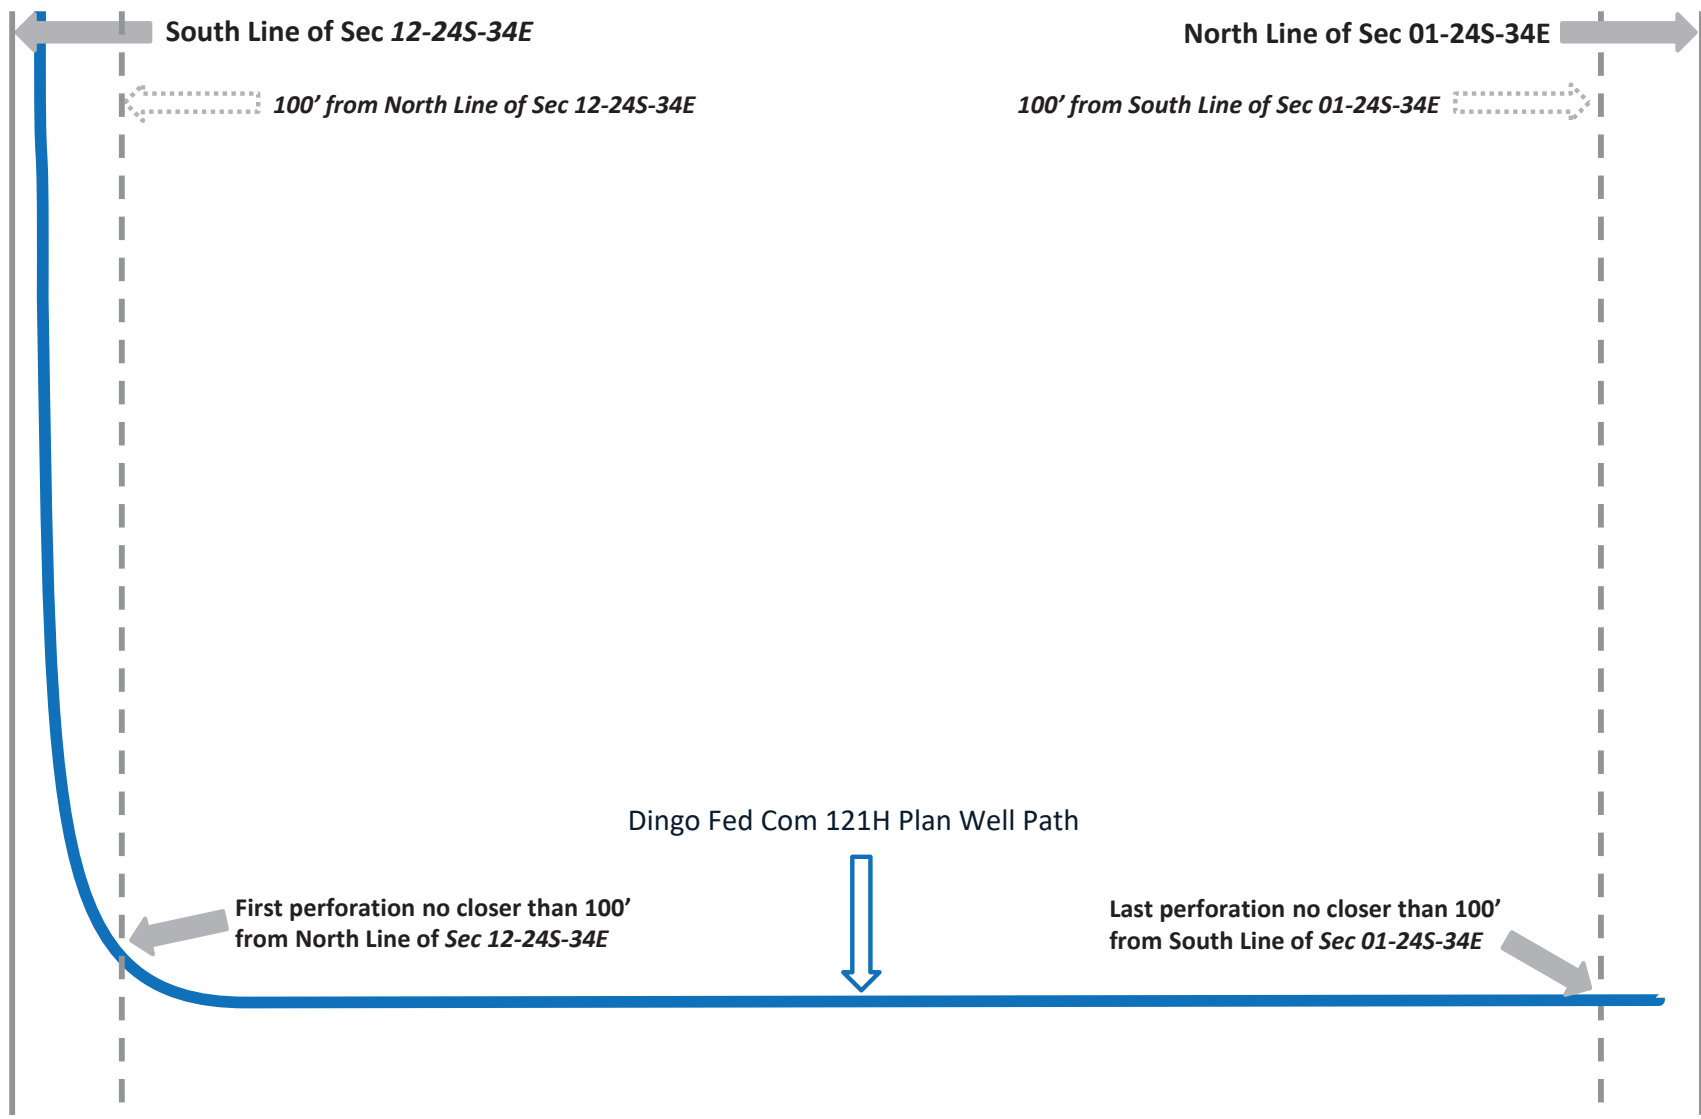 South Line of Sec 12-24S-34E
North Line of Sec 01-24S-34E
100’ from North Line of Sec 12-24S-34E
100’ from South Line of Sec 01-24S-34E
Dingo Fed Com 121H Plan Well Path
First perforation no closer than 100’
from North Line of Sec 12-24S-34E
Last perforation no closer than 100’
from South Line of Sec 01-24S-34E